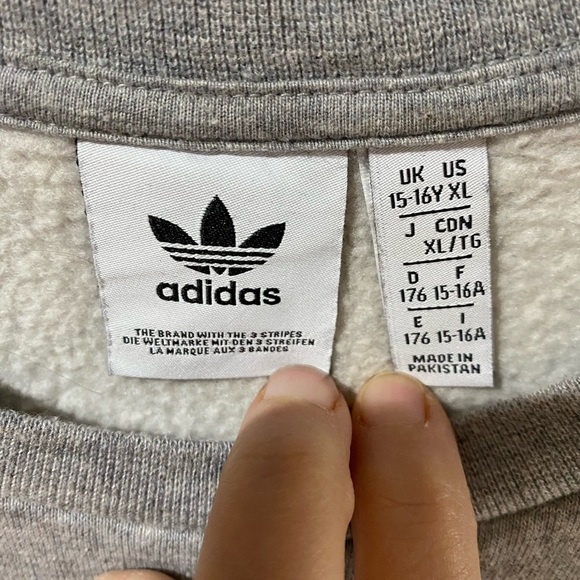 adidas
THE BRAND WITH THE 3 STRIPES
DIE WELTMARKE MIT DEN 3 STREIFEN
LA MARQUE AUX 3 BANDES
UK US
15-16Y XL
J CDN
XL/TG
D F
176 15-16A
E I
176 15-16A
MADE IN
PAKISTAN